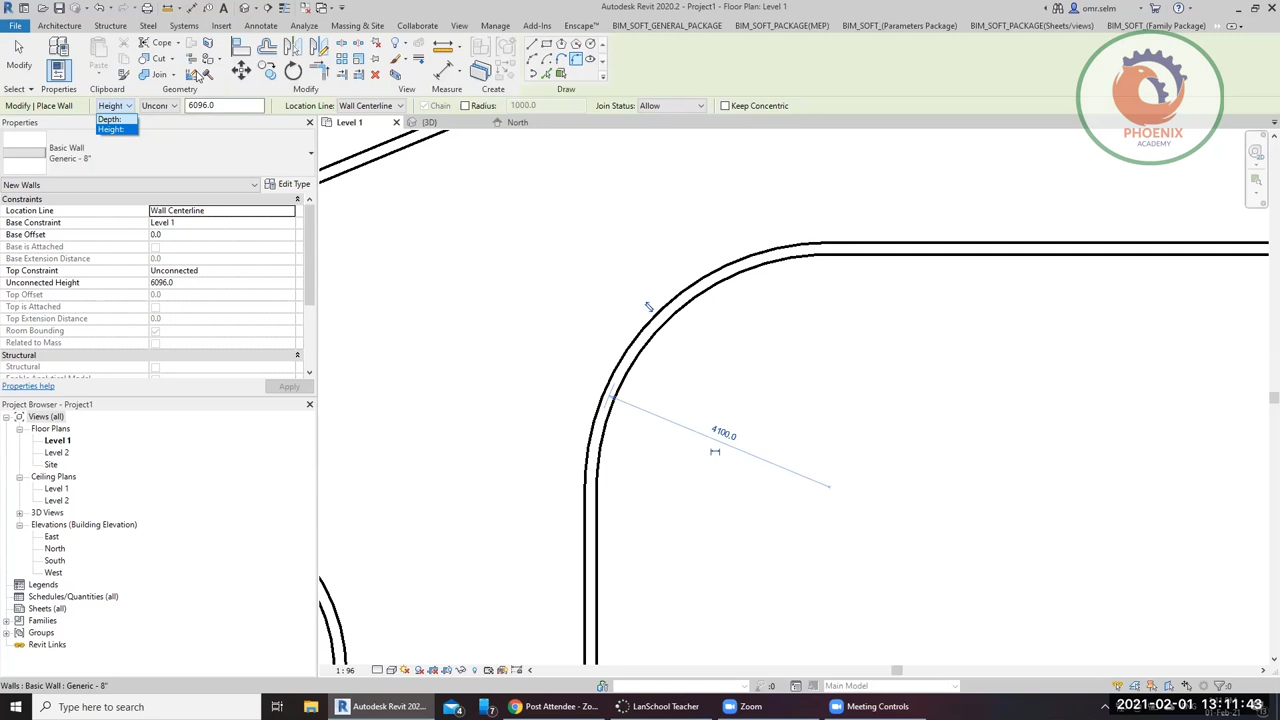 Autodesk Revit 2020.2 - Project1 - Floor Plan: Level 1
omr.selm
File Architecture Structure Steel Systems Insert Annotate Analyze Massing & Site Collaborate View Manage Add-Ins Enscape™ BIM_SOFT_GENERAL_PACKAGE BIM_SOFT_PACKAGE(MEP) (Parameters Package) BIM_SOFT_PACKAGE(Sheets/views) BIM_SOFT (Family Package)
Modify Paste Cope Cut Join
Select Properties Clipboard Geometry Modify View Measure Create Draw
Modify | Place Wall Height Uncon 6096.0 Location Line: Wall Centerline Chain Radius: 1000.0 Join Status: Allow Keep Concentric
Depth:
Height:
PHOENIX
ACADEMY
Properties
Level 1 {3D} North
Basic Wall
Generic - 8"
New Walls Edit Type
Constraints
Location Line Wall Centerline
Base Constraint Level 1
Base Offset 0.0
Base is Attached
Base Extension Distance 0.0
Top Constraint Unconnected
Unconnected Height 6096.0
Top Offset 0.0
Top is Attached
Top Extension Distance 0.0
Room Bounding
Related to Mass
Structural
Structural
Properties help Apply
4100.0
Project Browser - Project1
Views (all)
Floor Plans
Level 1
Level 2
Site
Ceiling Plans
Level 1
Level 2
3D Views
Elevations (Building Elevation)
East
North
South
West
Legends
Schedules/Quantities (all)
Sheets (all)
Families
Groups
Revit Links
1 : 96
Walls : Basic Wall : Generic - 8" :0 Main Model :0
Type here to search
Autodesk Revit 202... Post Attendee - Zo... LanSchool Teacher Zoom Meeting Controls
2021-02-01 13:11:43
01-Feb-21